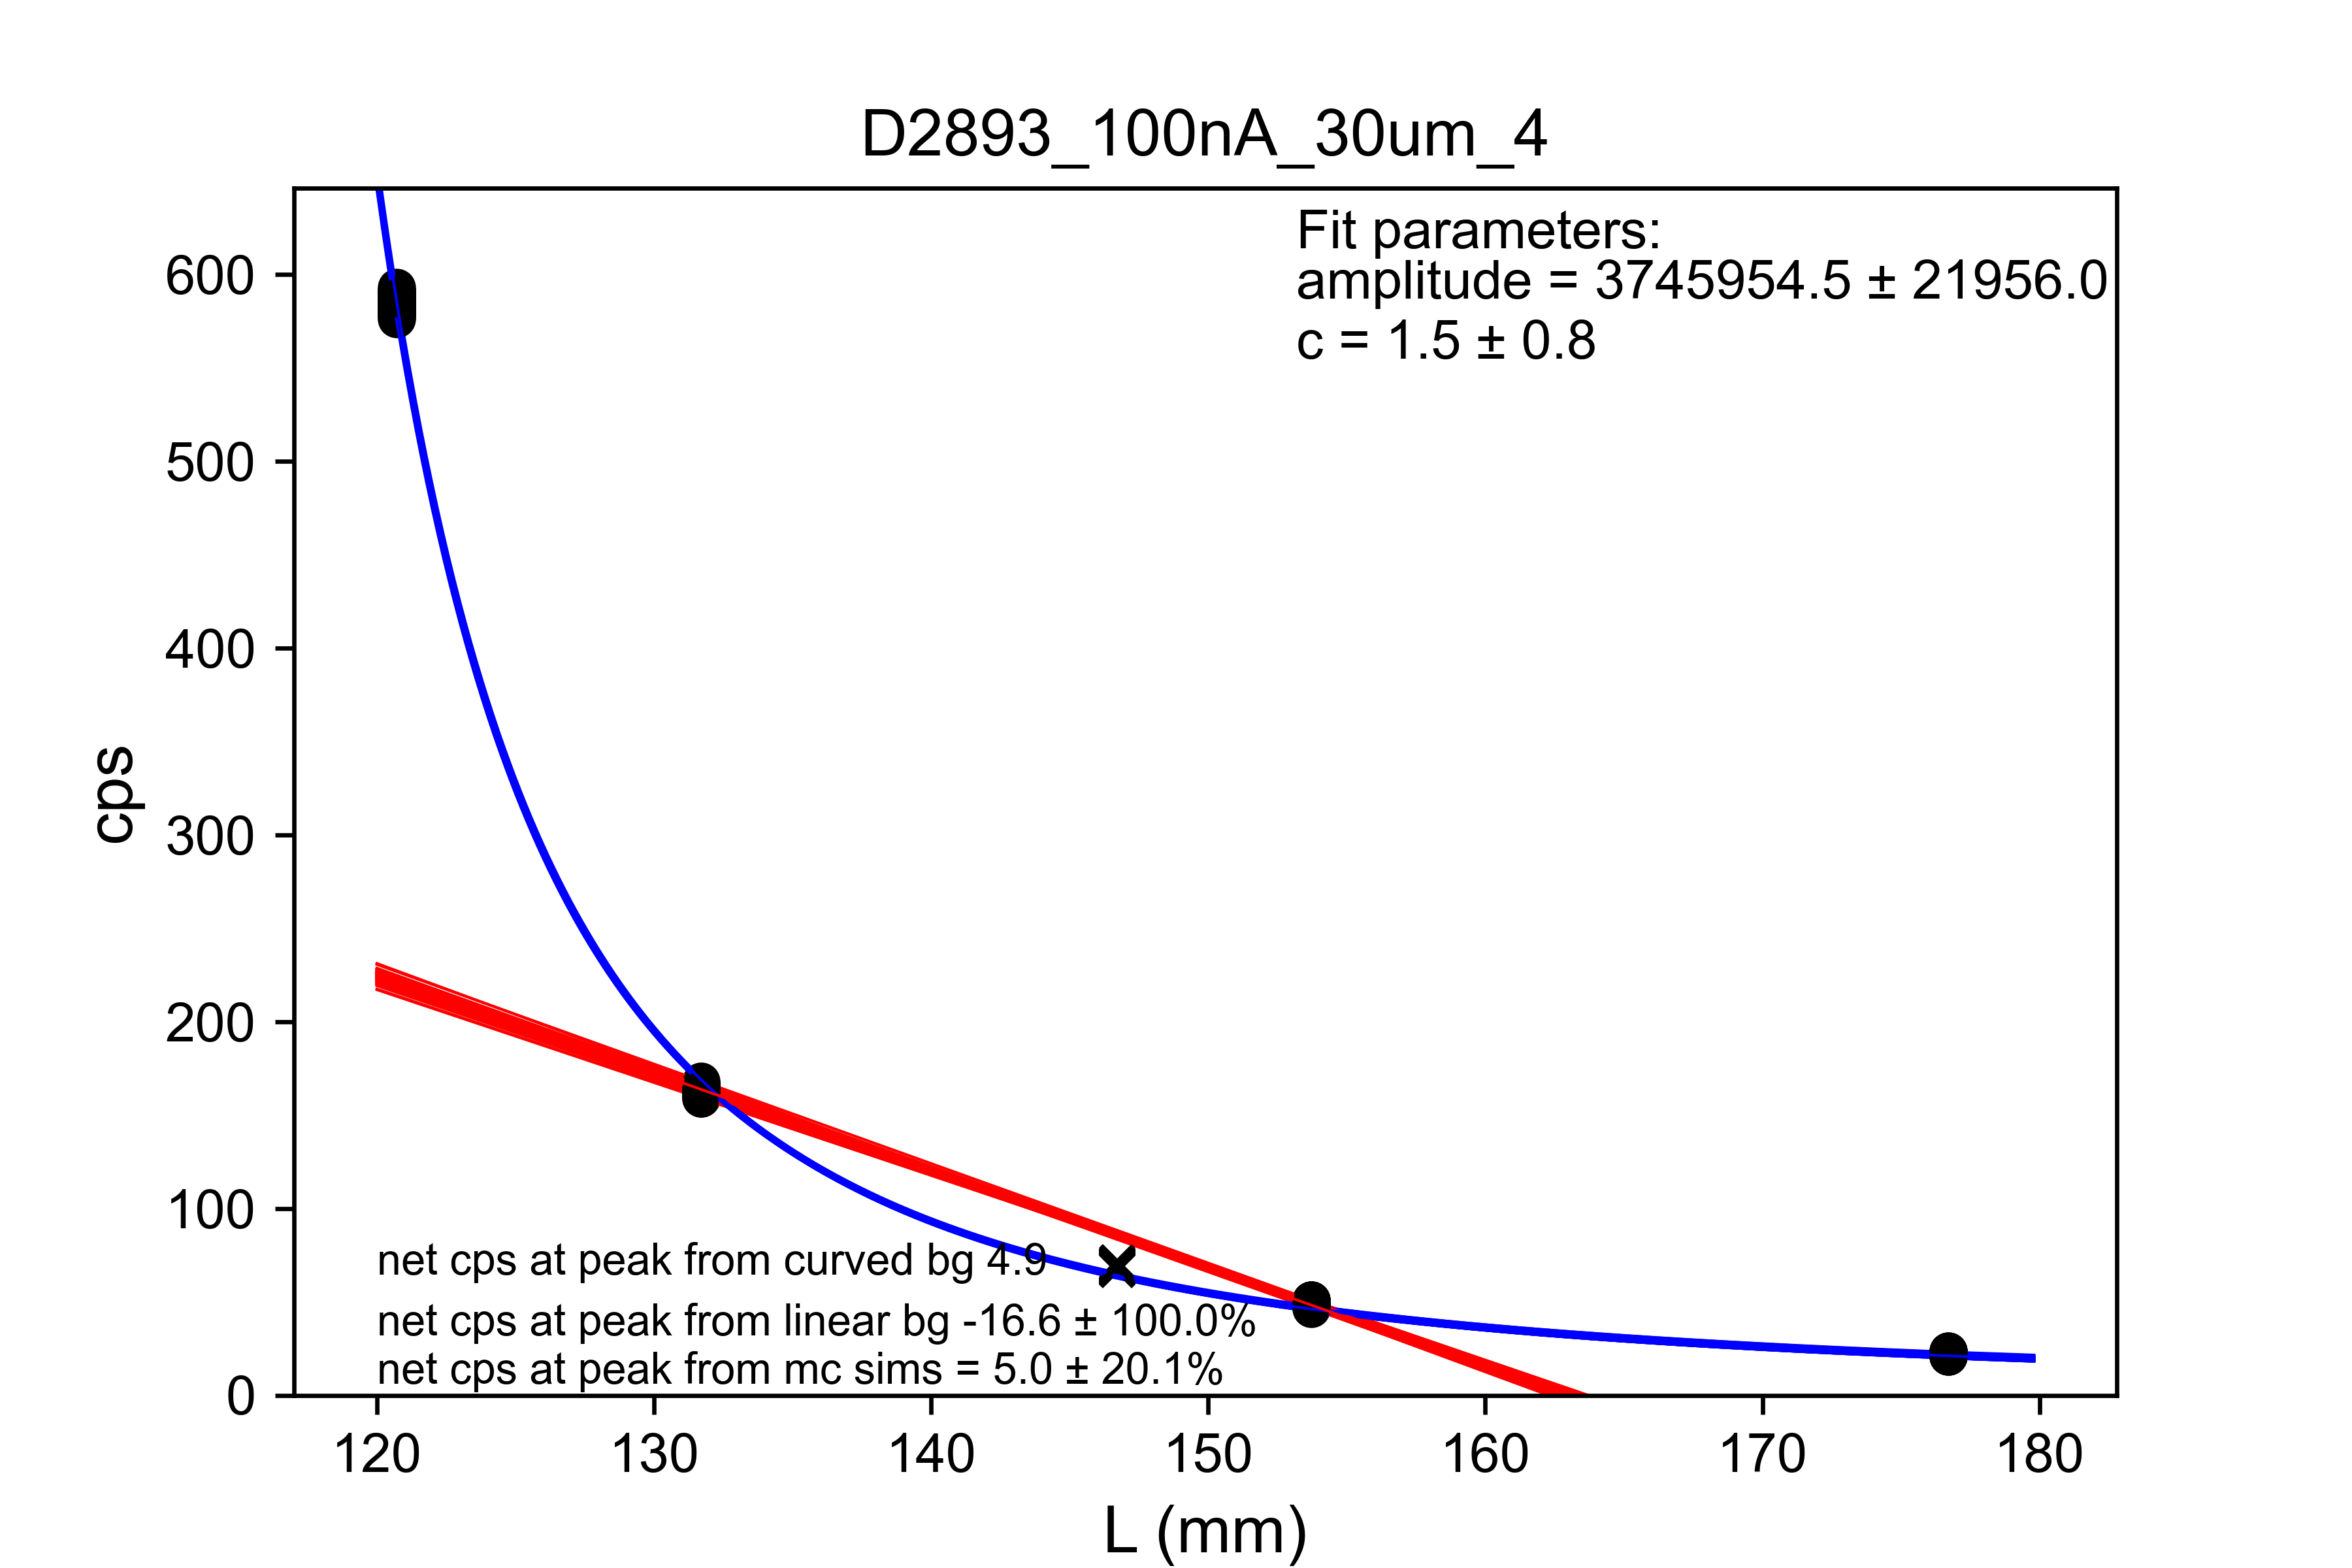 D2893_100nA_30um_4
Fit parameters:
amplitude = 3745954.5 ± 21956.0
c = 1.5 ± 0.8
600
500
400
300
200
100
0
cps
net cps at peak from curved bg 4.9
net cps at peak from linear bg -16.6 ± 100.0%
net cps at peak from mc sims = 5.0 ± 20.1%
120 130 140 150 160 170 180
L (mm)